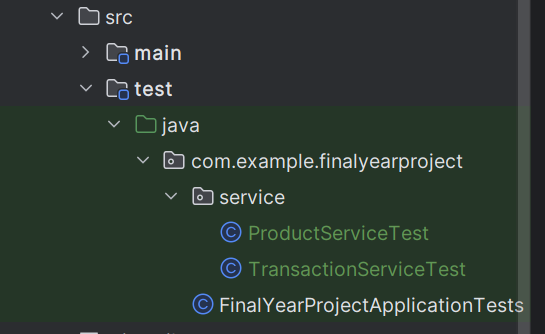 src
main
test
java
com.example.finalyearproject
service
C ProductServiceTest
C TransactionServiceTest
C FinalYearProjectApplicationTests